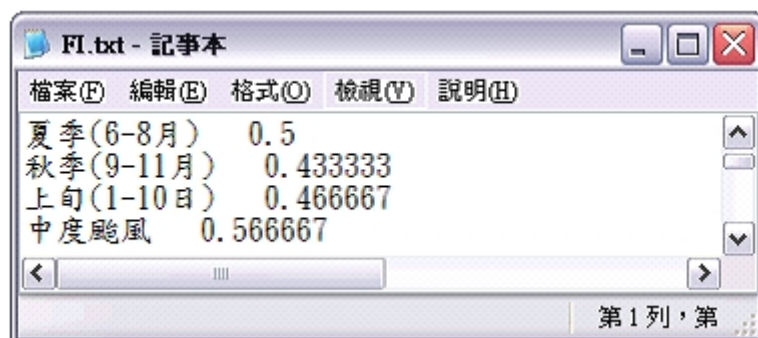 FI.txt - 記事本
檔案(F) 編輯(E) 格式(O) 檢視(V) 說明(H)
夏季(6-8月) 0.5
秋季(9-11月) 0.433333
上旬(1-10日) 0.466667
中度颱風 0.566667
第1列，第